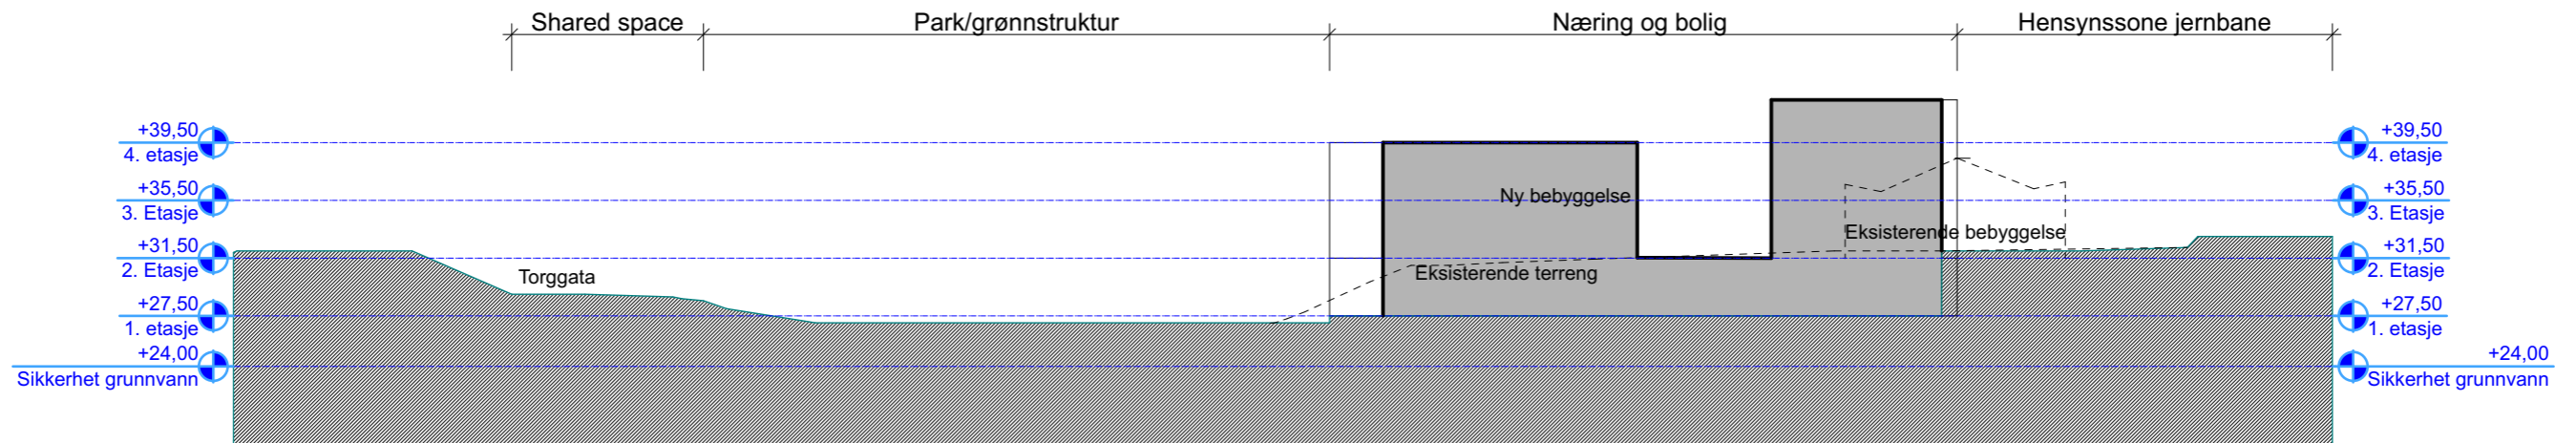 Shared space
Park/grønnstruktur
Næring og bolig
Hensynssone jernbane
+39,50
4. etasje
+35,50
3. Etasje
+31,50
2. Etasje
+27,50
1. etasje
+24,00
Sikkerhet grunnvann
Torggata
Ny bebyggelse
Eksisterende terreng
Eksisterende bebyggelse
+39,50
4. etasje
+35,50
3. Etasje
+31,50
2. Etasje
+27,50
1. etasje
+24,00
Sikkerhet grunnvann